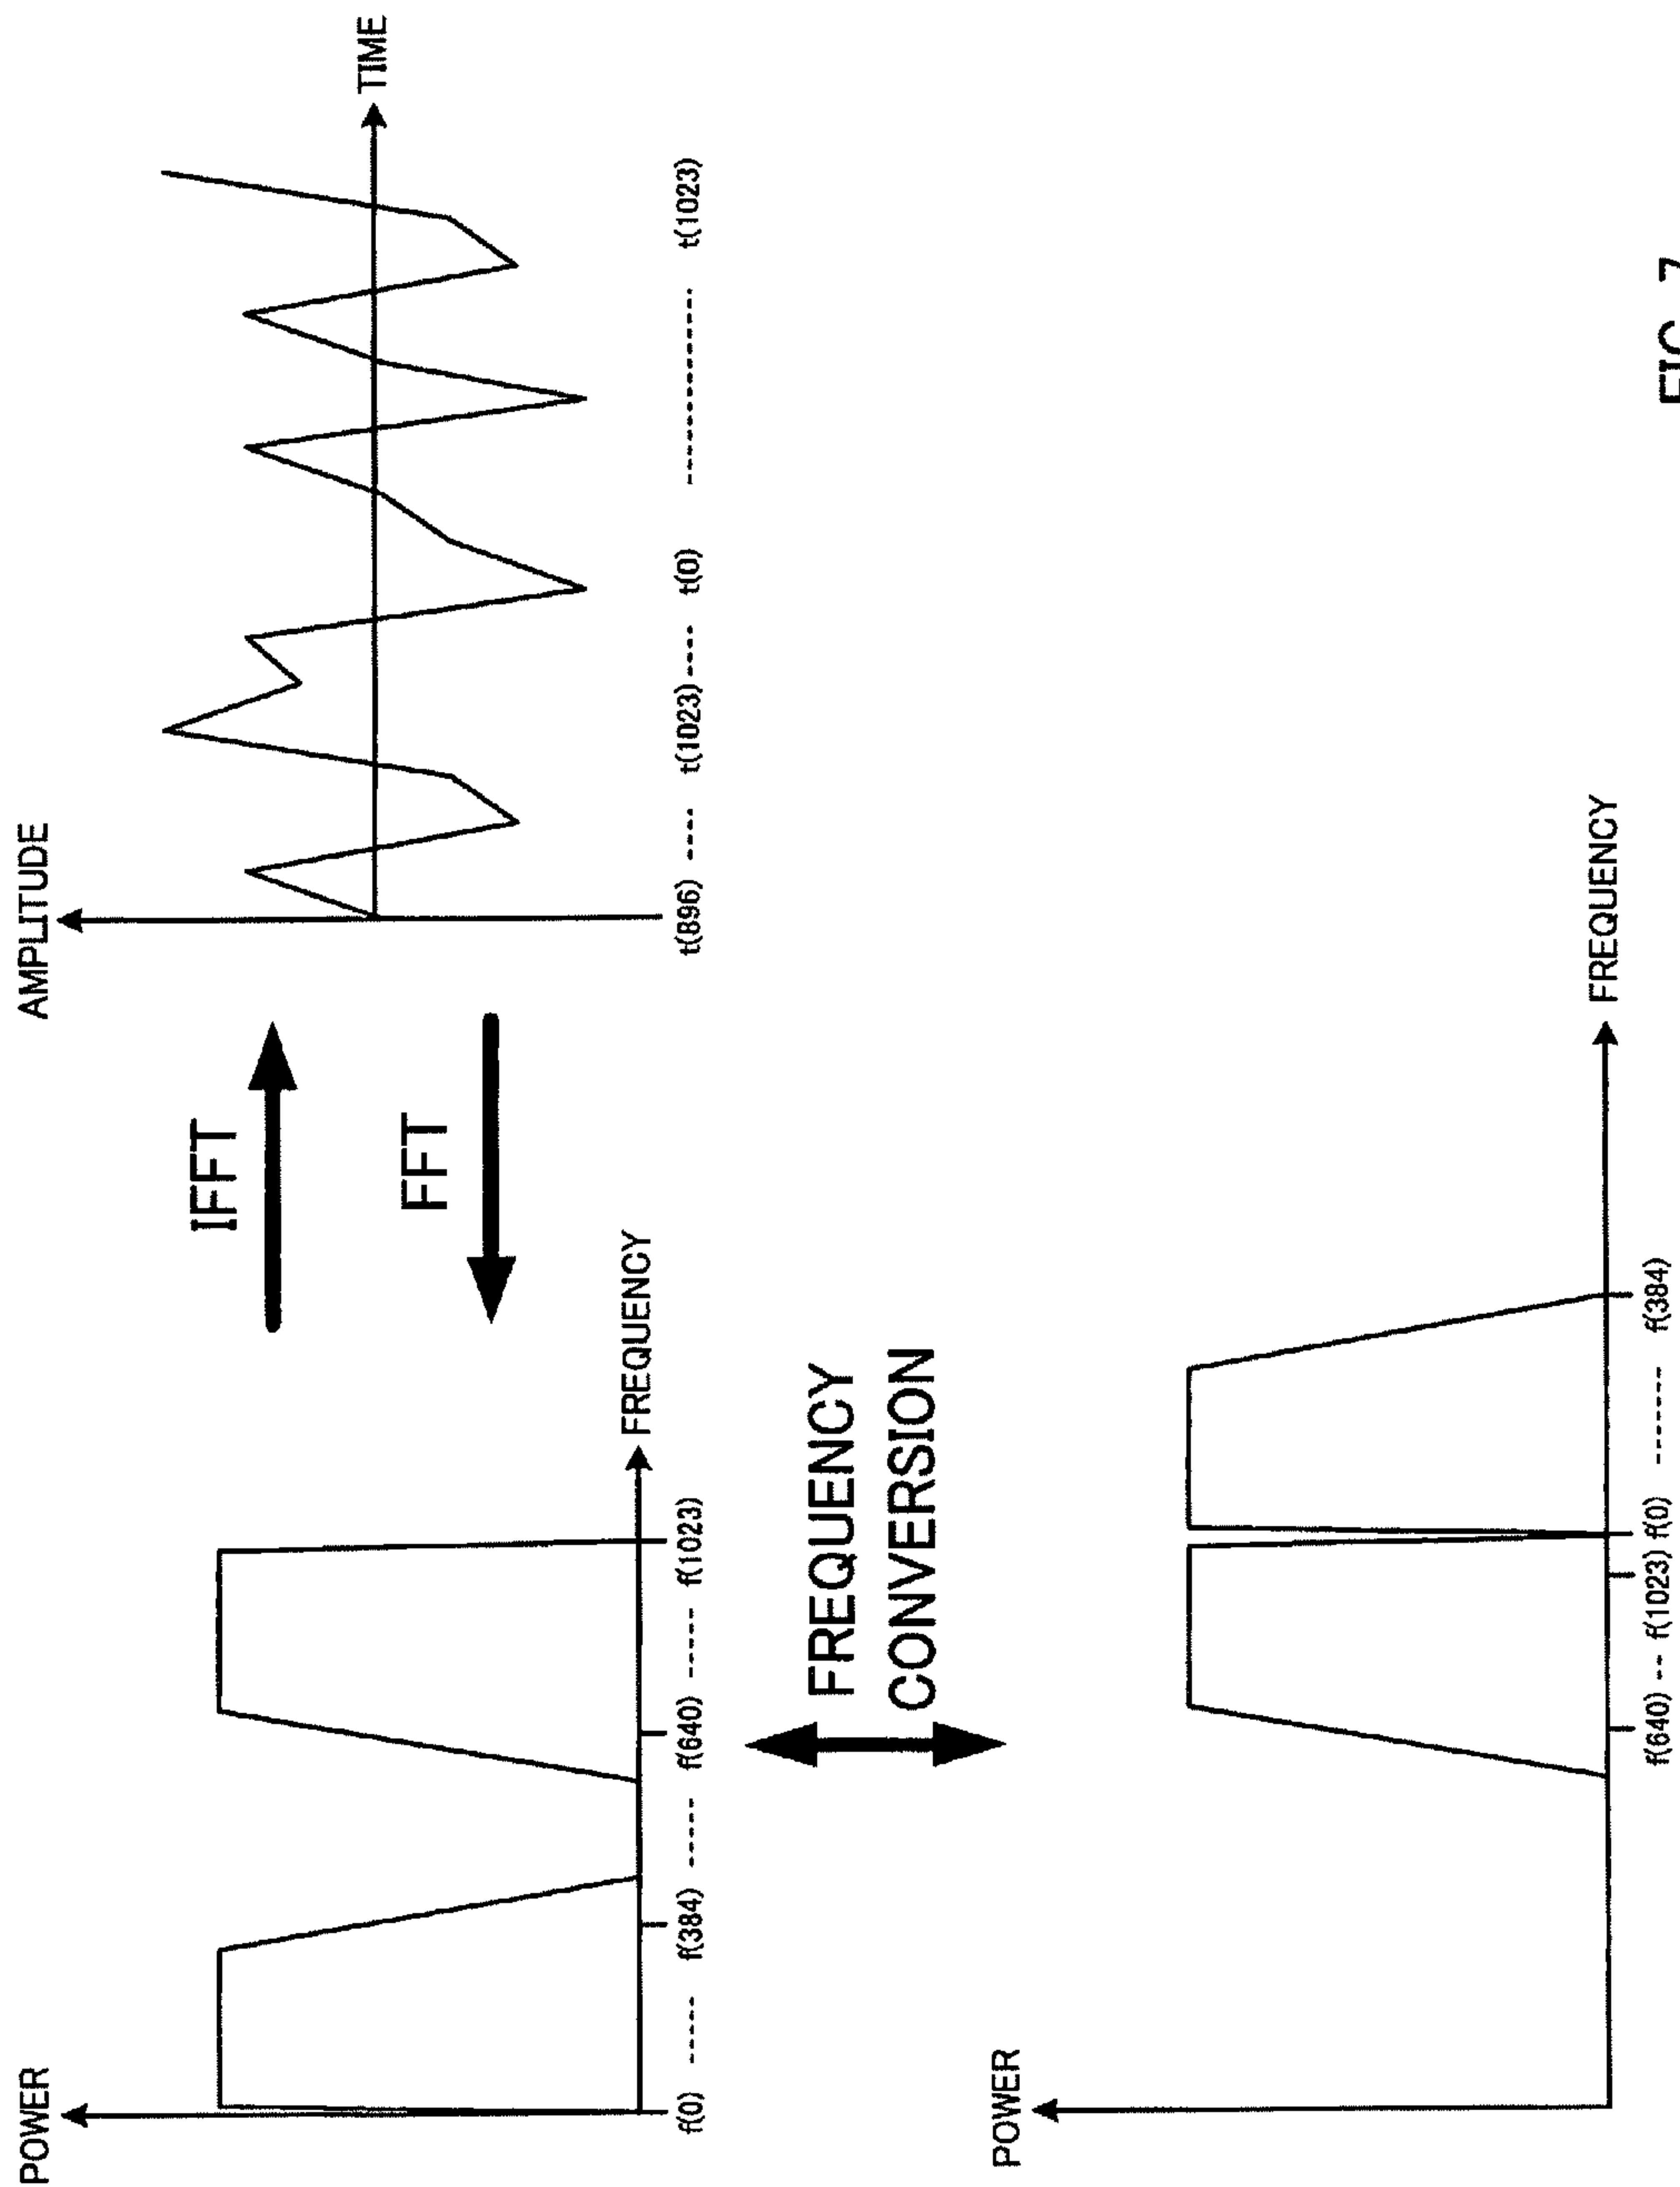 POWER
f(0) ----- f(384) ----- f(640) ----- f(1023)
FREQUENCY
IFFT
FFT
AMPLITUDE
t(896) ---- t(1023) ---- t(0) ------------ t(1023)
TIME
FREQUENCY
CONVERSION
POWER
f(640) -- f(1023) f(0) ------- f(384)
FREQUENCY
FIG. 7